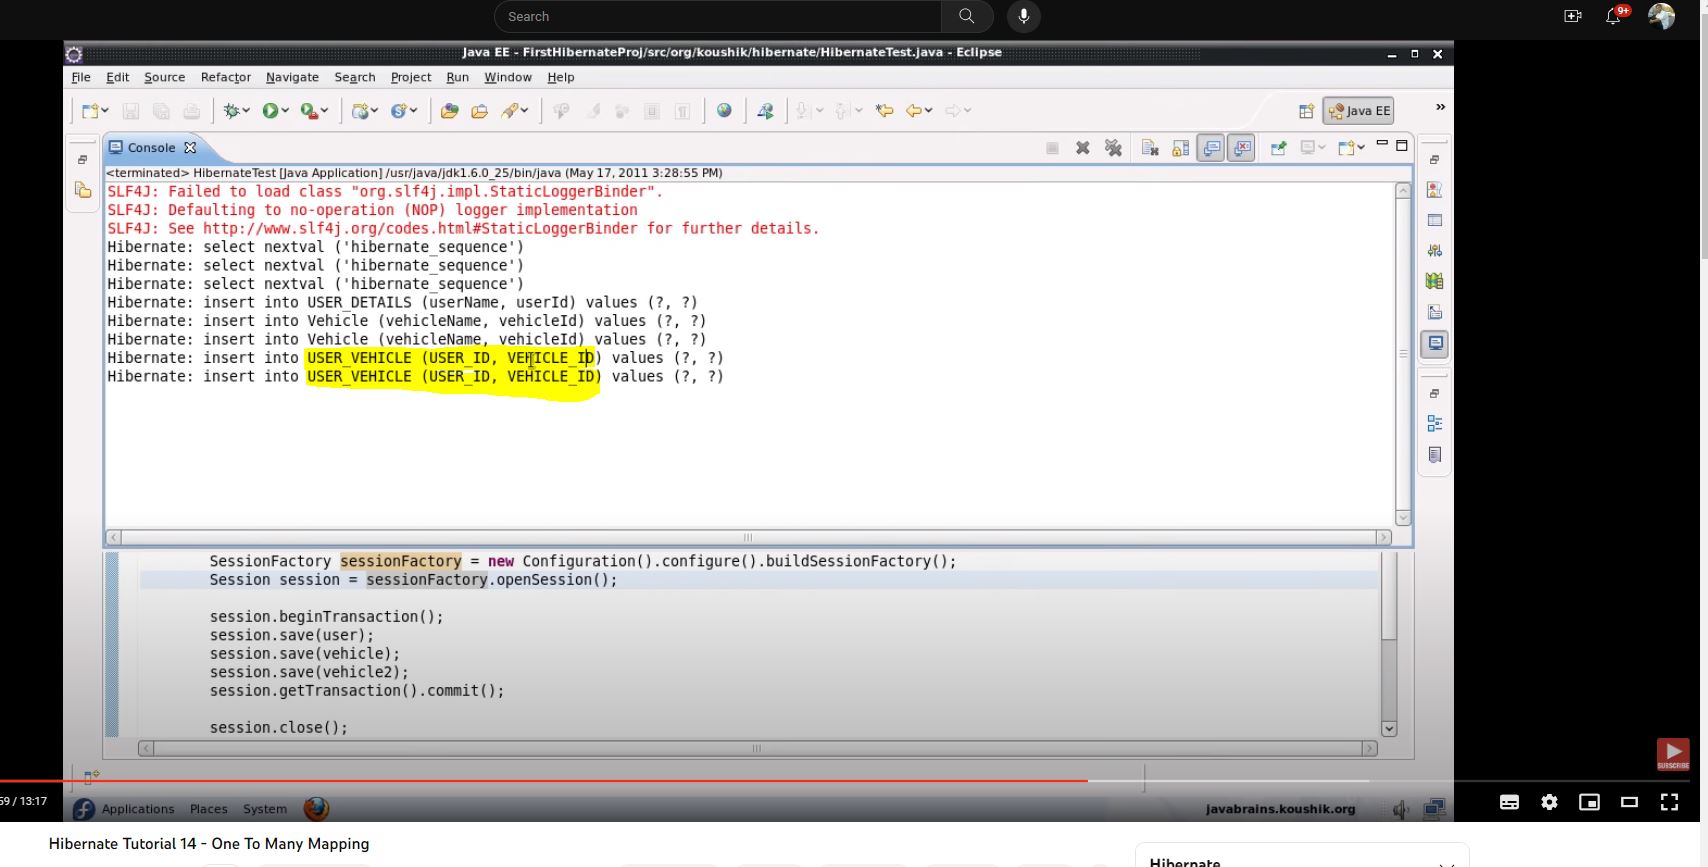 Search
9+
Java EE - FirstHibernateProj/src/org/koushik/hibernate/HibernateTest.java - Eclipse
File Edit Source Refactor Navigate Search Project Run Window Help
Java EE
»
Console
<terminated> HibernateTest [Java Application] /usr/java/jdk1.6.0_25/bin/java (May 17, 2011 3:28:55 PM)
SLF4J: Failed to load class "org.slf4j.impl.StaticLoggerBinder".
SLF4J: Defaulting to no-operation (NOP) logger implementation
SLF4J: See http://www.slf4j.org/codes.html#StaticLoggerBinder for further details.
Hibernate: select nextval ('hibernate_sequence')
Hibernate: select nextval ('hibernate_sequence')
Hibernate: select nextval ('hibernate_sequence')
Hibernate: insert into USER_DETAILS (userName, userId) values (?, ?)
Hibernate: insert into Vehicle (vehicleName, vehicleId) values (?, ?)
Hibernate: insert into Vehicle (vehicleName, vehicleId) values (?, ?)
Hibernate: insert into USER_VEHICLE (USER_ID, VEHICLE_ID) values (?, ?)
Hibernate: insert into USER_VEHICLE (USER_ID, VEHICLE_ID) values (?, ?)
SessionFactory sessionFactory = new Configuration().configure().buildSessionFactory();
Session session = sessionFactory.openSession();
session.beginTransaction();
session.save(user);
session.save(vehicle);
session.save(vehicle2);
session.getTransaction().commit();
session.close();
SUBSCRIBE
59 / 13:17
Applications Places System
javabrains.koushik.org
Hibernate Tutorial 14 - One To Many Mapping
Hibernate